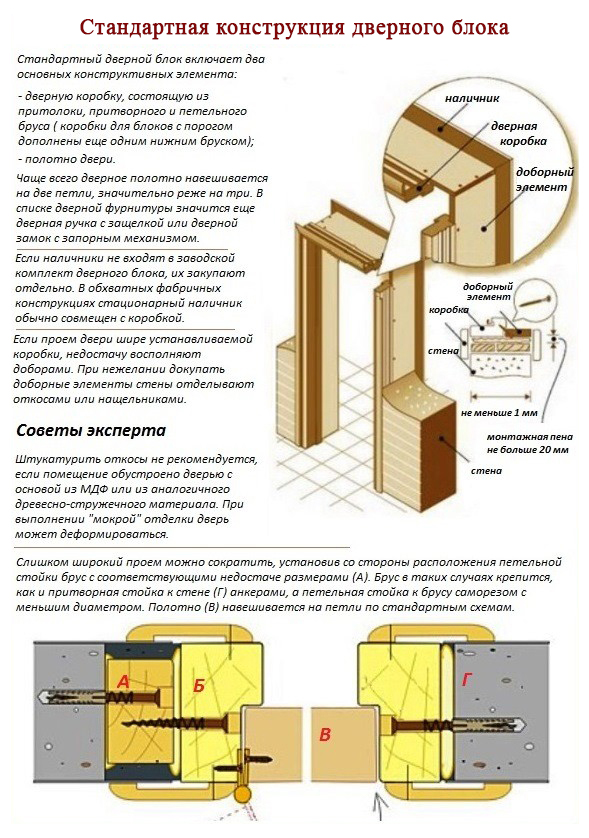 Стандартная конструкция дверного блока
Стандартный дверной блок включает два
основных конструктивных элемента:
- дверную коробку, состоящую из
притолоки, притворного и петельного
бруса ( коробки для блоков с порогом
дополнены еще одним нижним бруском);
- полотно двери.
Чаще всего дверное полотно навешивается
на две петли, значительно реже на три. В
списке дверной фурнитуры значится еще
дверная ручка с защелкой или дверной
замок с запорным механизмом.
Если наличники не входят в заводской
комплект дверного блока, их закупают
отдельно. В обхватных фабричных
конструкциях стационарный наличник
обычно совмещен с коробкой.
Если проем двери шире устанавливаемой
коробки, недостачу восполняют
доборами. При нежелании докупать
доборные элементы стены отделывают
откосами или нащельниками.
Советы эксперта
Штукатурить откосы не рекомендуется,
если помещение обустроено дверью с
основой из МДФ или из аналогичного
древесно-стружечного материала. При
выполнении "мокрой" отделки дверь
может деформироваться.
наличник
дверная
коробка
доборный
элемент
доборный
элемент
коробка
стена
не меньше 1 мм
монтажная пена
не больше 20 мм
стена
Слишком широкий проем можно сократить, установив со стороны расположения петельной
стойки брус с соответствующими недостаче размерами (А). Брус в таких случаях крепится,
как и притворная стойка к стене (Г) анкерами, а петельная стойка к брусу саморезом с
меньшим диаметром. Полотно (В) навешивается на петли по стандартным схемам.
А
Б
В
Г